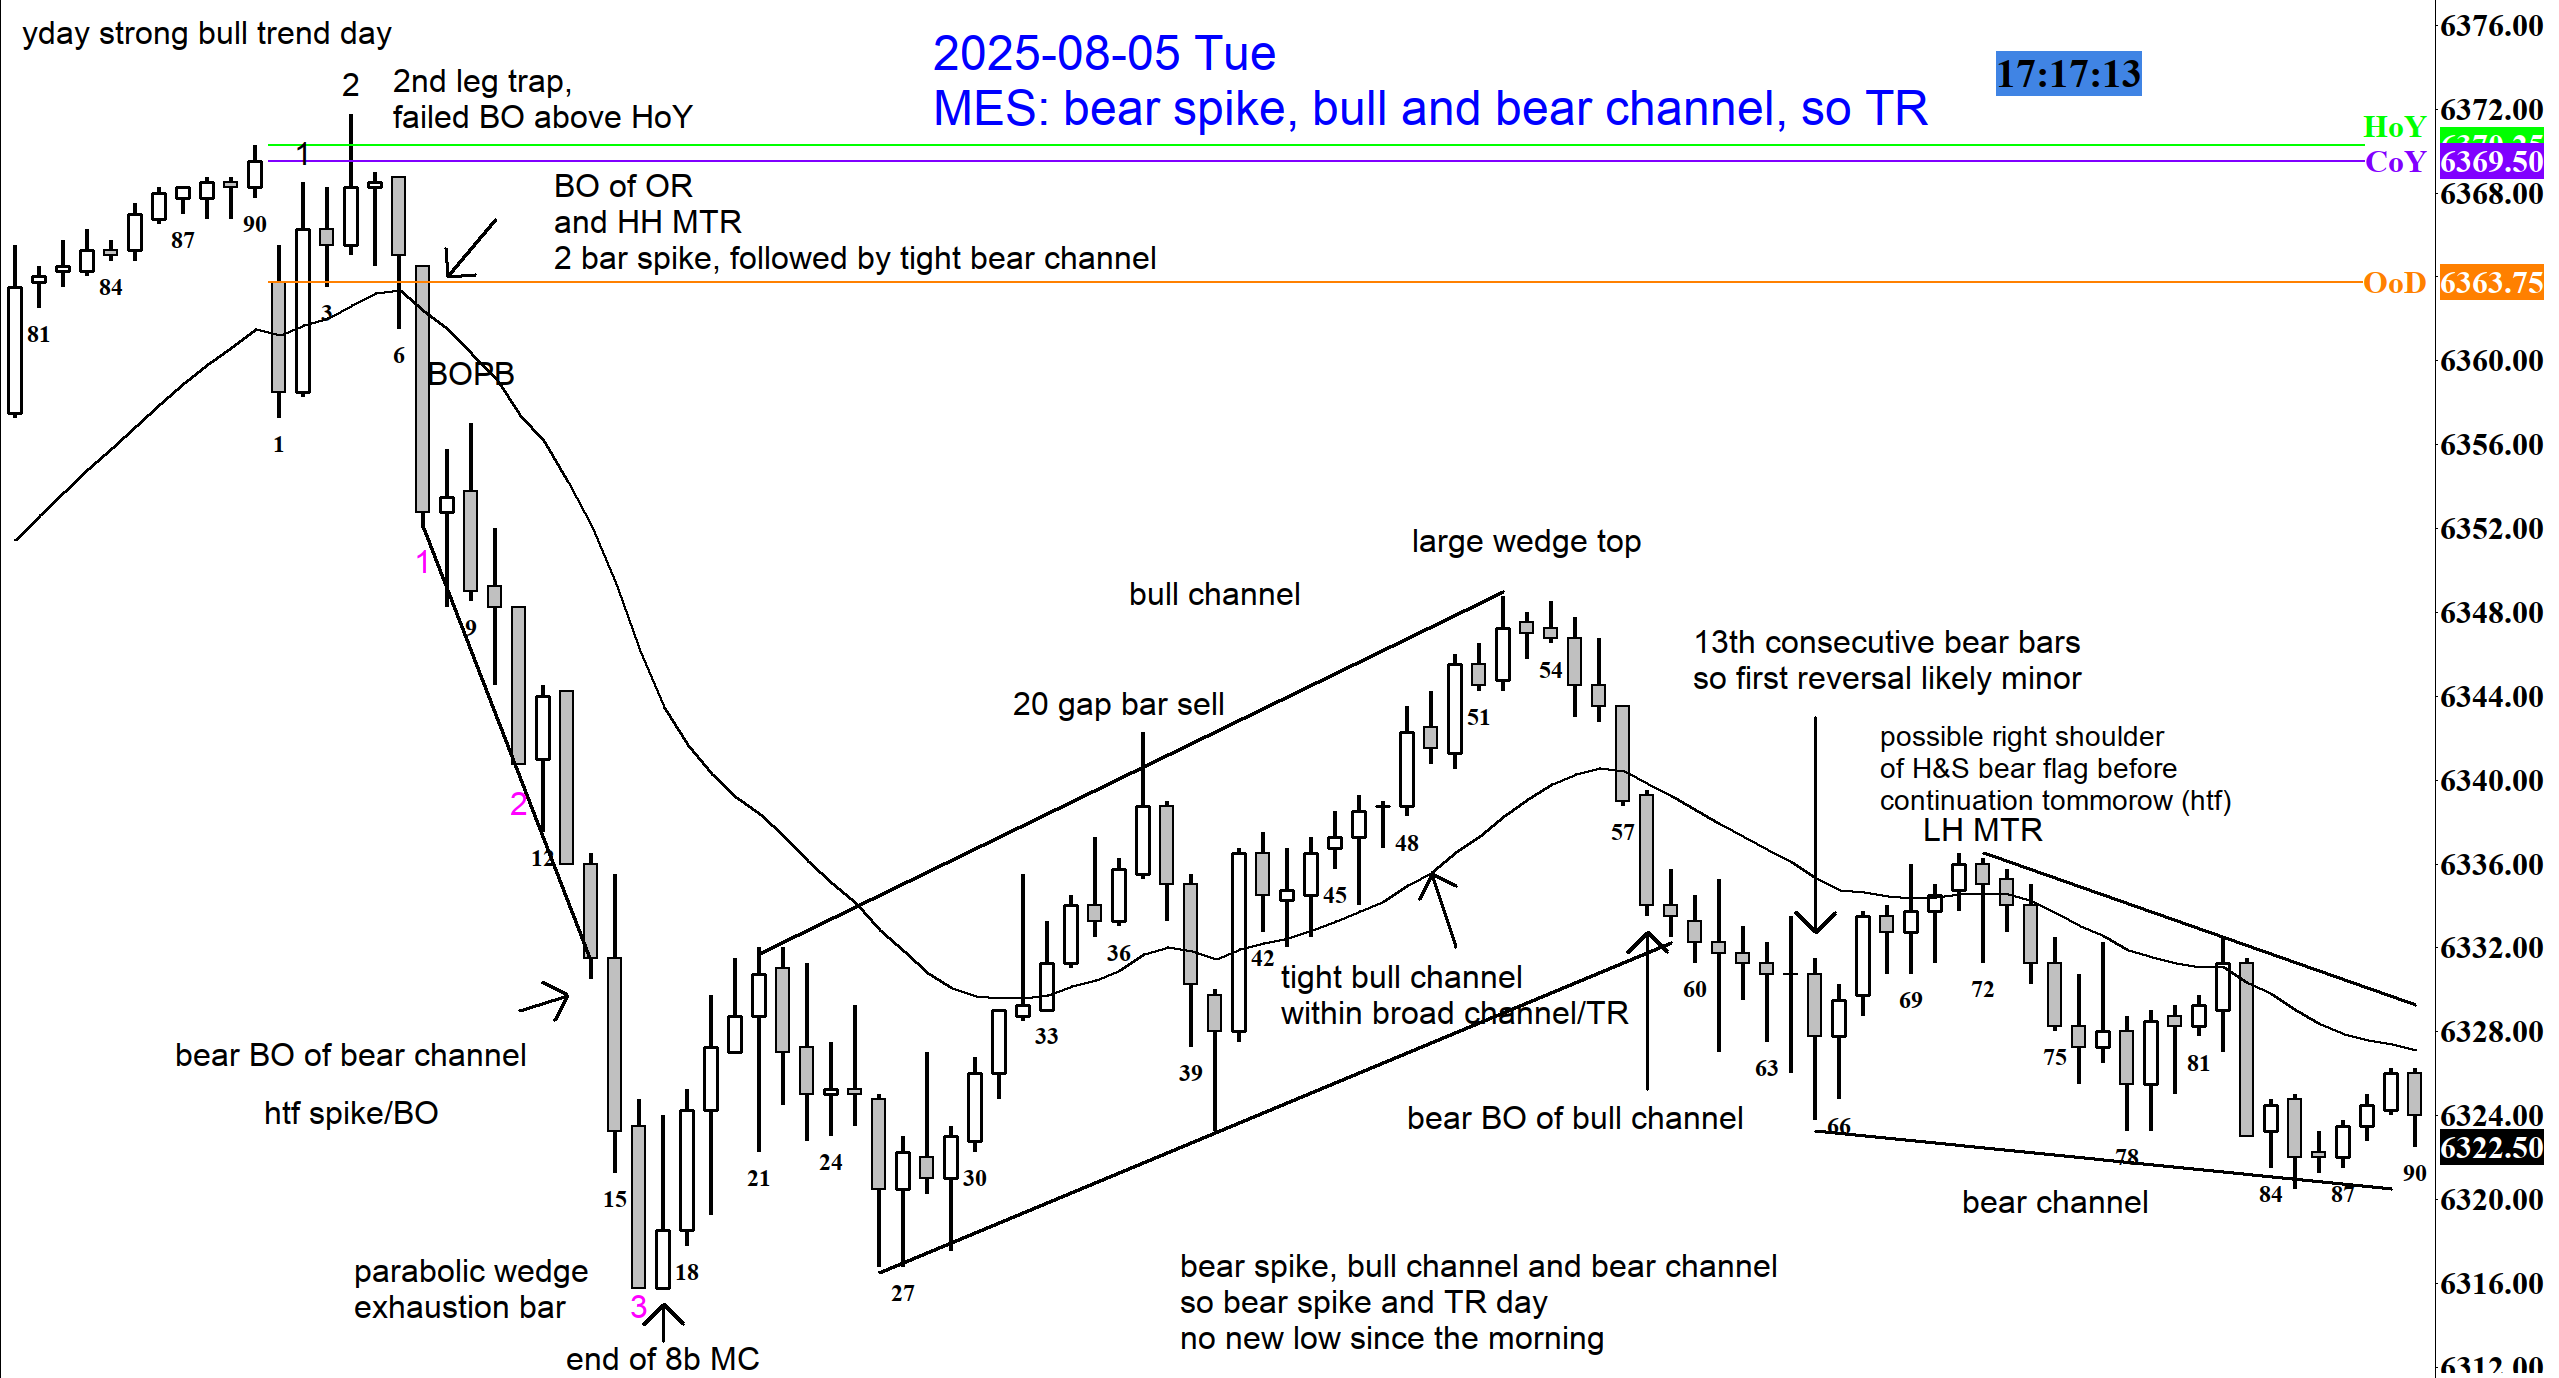 yday strong bull trend day
2025-08-05 Tue
MES: bear spike, bull and bear channel, so TR
17:17:13
2
2nd leg trap,
failed BO above HoY
1
BO of OR
and HH MTR
2 bar spike, followed by tight bear channel
BOPB
1
2
3
bear BO of bear channel
htf spike/BO
parabolic wedge
exhaustion bar
end of 8b MC
20 gap bar sell
bull channel
large wedge top
tight bull channel
within broad channel/TR
bear BO of bull channel
13th consecutive bear bars
so first reversal likely minor
possible right shoulder
of H&S bear flag before
continuation tommorow (htf)
LH MTR
bear channel
bear spike, bull channel and bear channel
so bear spike and TR day
no new low since the morning
81
84
87
90
1
3
6
9
12
15
18
21
24
27
30
33
36
39
42
45
48
51
54
57
60
63
66
69
72
75
78
81
84
87
90
HoY
CoY
OoD
6376.00
6372.00
6369.50
6368.00
6363.75
6360.00
6356.00
6352.00
6348.00
6344.00
6340.00
6336.00
6332.00
6328.00
6324.00
6322.50
6320.00
6316.00
6312.00